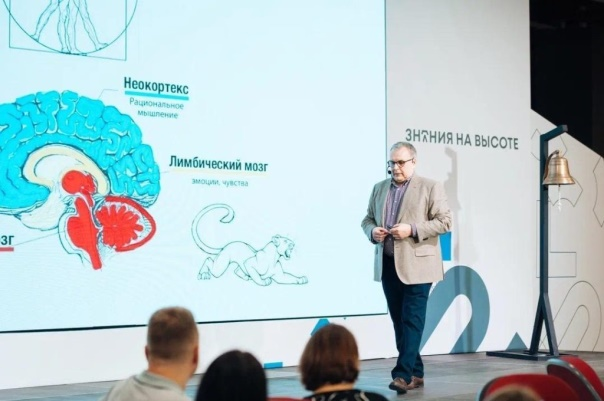 Неокортекс
Рациональное
мышление
Лимбический мозг
эмоции, чувства
ЗНАНИЯ НА ВЫСОТЕ
ЗГ